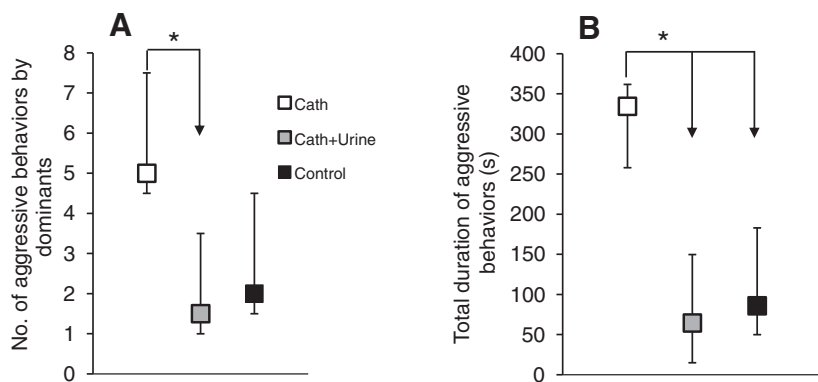 A
*
No. of aggressive behaviors by
dominants
8
7
6
5
4
3
2
1
0
Cath
Cath+Urine
Control
B
*
Total duration of aggressive
behaviors (s)
400
350
300
250
200
150
100
50
0